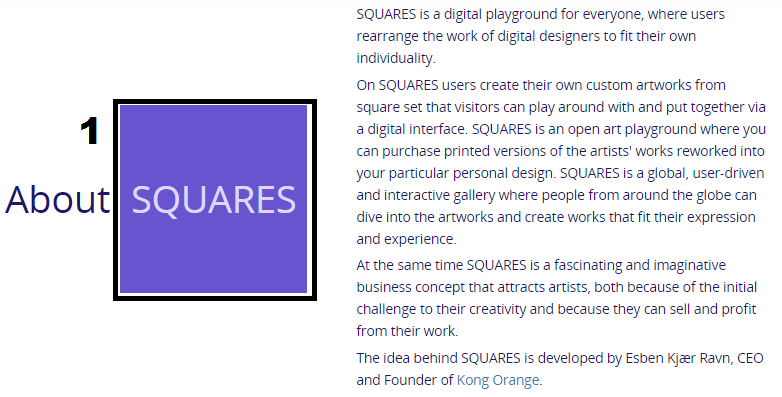 1
About SQUARES
SQUARES is a digital playground for everyone, where users
rearrange the work of digital designers to fit their own
individuality.
On SQUARES users create their own custom artworks from
square set that visitors can play around with and put together via
a digital interface. SQUARES is an open art playground where you
can purchase printed versions of the artists' works reworked into
your particular personal design. SQUARES is a global, user-driven
and interactive gallery where people from around the globe can
dive into the artworks and create works that fit their expression
and experience.
At the same time SQUARES is a fascinating and imaginative
business concept that attracts artists, both because of the initial
challenge to their creativity and because they can sell and profit
from their work.
The idea behind SQUARES is developed by Esben Kjær Ravn, CEO
and Founder of Kong Orange.